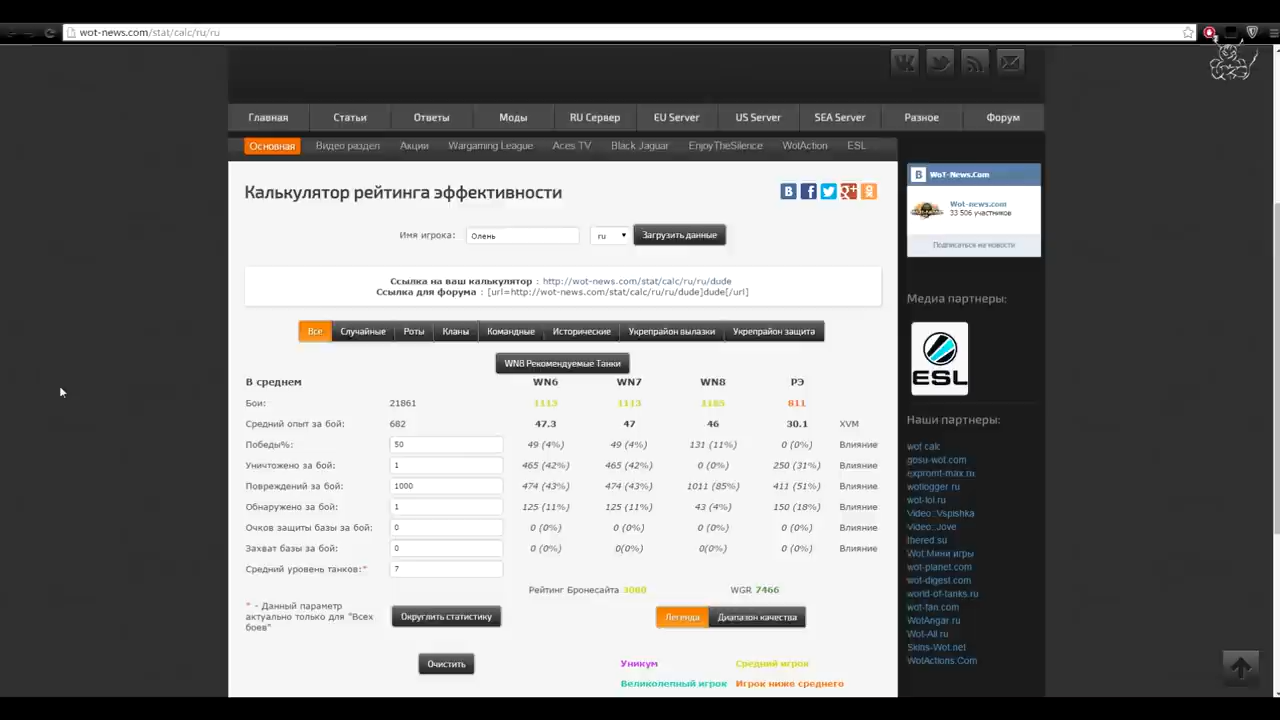 wot-news.com/stat/calc/ru/ru
Главная Статьи Ответы Моды RU Сервер EU Server US Server SEA Server Разное Форум
Основная Видео раздел Акции Wargaming League Aces TV Black Jaguar EnjoyTheSilence WotAction ESL
Калькулятор рейтинга эффективности
Имя игрока: Олень ru Загрузить данные
Ссылка на ваш калькулятор : http://wot-news.com/stat/calc/ru/ru/dude
Ссылка для форума : [url=http://wot-news.com/stat/calc/ru/ru/dude]dude[/url]
Все Случайные Роты Кланы Командные Исторические Укрепрайон вылазки Укрепрайон защита
WN8 Рекомендуемые Танки
В среднем WN6 WN7 WN8 РЭ
Бои: 21861 1113 1113 1185 811
Средний опыт за бой: 682 47.3 47 46 30.1 XVM
Победы%: 50 49 (4%) 49 (4%) 131 (11%) 0 (0%) Влияние
Уничтожено за бой: 1 465 (42%) 465 (42%) 0 (0%) 250 (31%) Влияние
Повреждений за бой: 1000 474 (43%) 474 (43%) 1011 (85%) 411 (51%) Влияние
Обнаружено за бой: 1 125 (11%) 125 (11%) 43 (4%) 150 (18%) Влияние
Очков защиты базы за бой: 0 0 (0%) 0 (0%) 0 (0%) 0 (0%) Влияние
Захват базы за бой: 0 0 (0%) 0(0%) 0(0%) 0 (0%) Влияние
Средний уровень танков:* 7
Рейтинг Бронесайта 3080 WGR 7466
* - Данный параметр
актуально только для "Всех
боев"
Округлить статистику
Легенда Диапазон качества
Очистить
Уникум Средний игрок
Великолепный игрок Игрок ниже среднего
B WoT-News.Com
Wot-news.com
33 506 участников
Подписаться на новости
Медиа партнеры:
ESL
Наши партнеры:
wot calc
gosu-wot.com
expromt-max.ru
wotlogger.ru
wot-lol.ru
Video::Vspishka
Video::Jove
thered.su
Wot Мини игры
wot-planet.com
wot-digest.com
world-of-tanks.ru
wot-fan.com
WotAngar.ru
Wot-All.ru
Skins-Wot.net
WotActions.Com